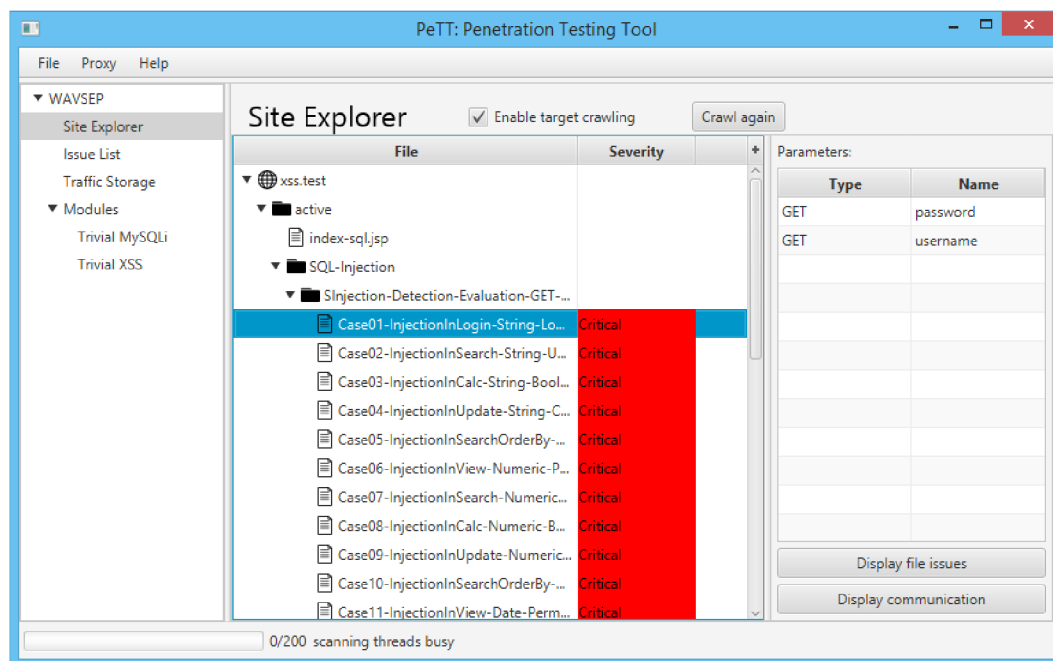 PeTT: Penetration Testing Tool
File Proxy Help
WAVSEP
Site Explorer
Issue List
Traffic Storage
Modules
Trivial MySQLi
Trivial XSS
Site Explorer
Enable target crawling
Crawl again
File Severity +
xss.test
active
index-sql.jsp
SQL-Injection
SInjection-Detection-Evaluation-GET-...
Case01-InjectionInLogin-String-Lo... Critical
Case02-InjectionInSearch-String-U... Critical
Case03-InjectionInCalc-String-Bool... Critical
Case04-InjectionInUpdate-String-C... Critical
Case05-InjectionInSearchOrderBy-... Critical
Case06-InjectionInView-Numeric-P... Critical
Case07-InjectionInSearch-Numeric... Critical
Case08-InjectionInCalc-Numeric-B... Critical
Case09-InjectionInUpdate-Numeric... Critical
Case10-InjectionInSearchOrderBy-... Critical
Case11-InjectionInView-Date-Perm... Critical
Parameters:
Type Name
GET password
GET username
Display file issues
Display communication
0/200 scanning threads busy